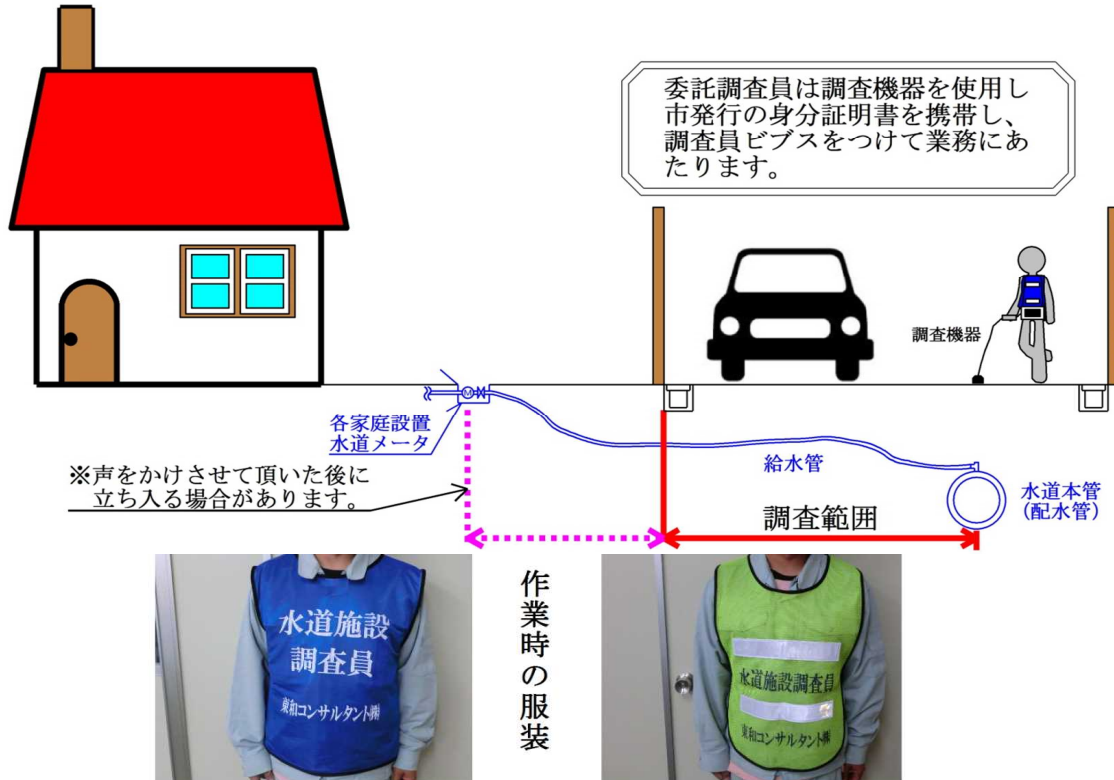 委託調査員は調査機器を使用し
市発行の身分証明書を携帯し、
調査員ビブスをつけて業務にあ
たります。
調査機器
M
各家庭設置
水道メータ
※声をかけさせて頂いた後に
立ち入る場合があります。
給水管
水道本管
(配水管)
調査範囲
作業時の服装
水道施設
調査員
東和コンサルタント㈱
水道施設調査員
東和コンサルタント㈱